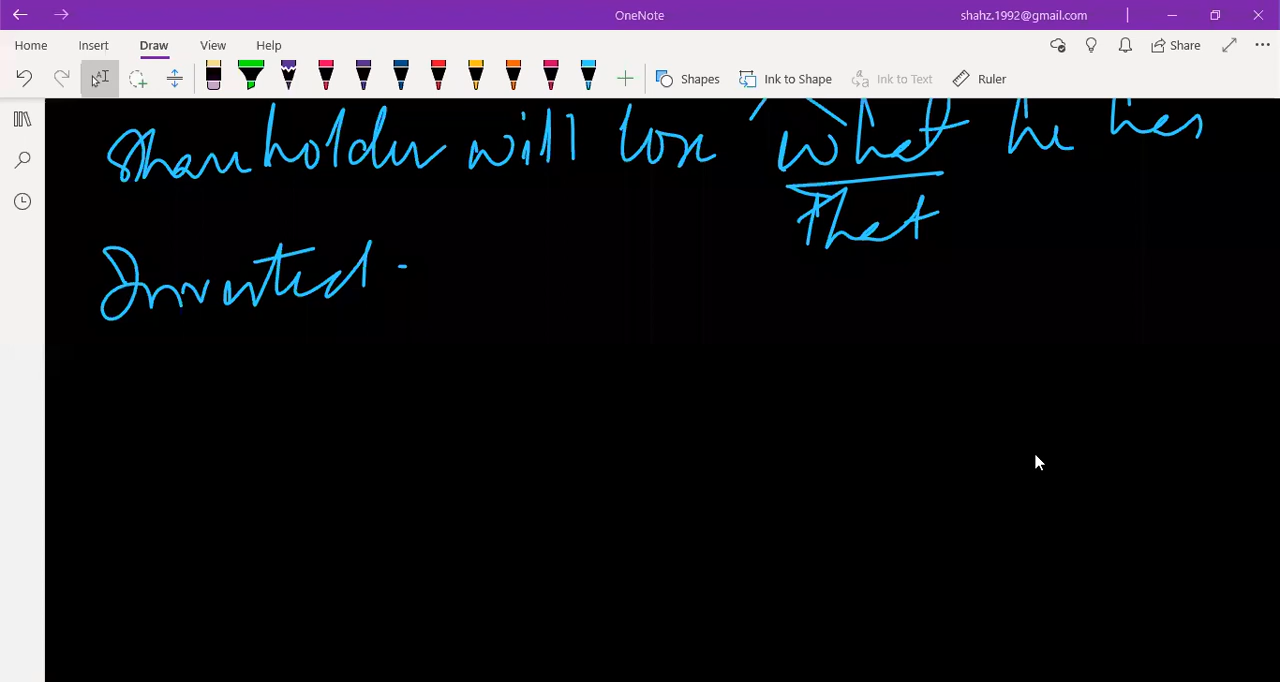 OneNote
shahz.1992@gmail.com
Home Insert Draw View Help
Share
Shapes Ink to Shape Ink to Text Ruler
Shareholder will lose what he has
That
Invested.